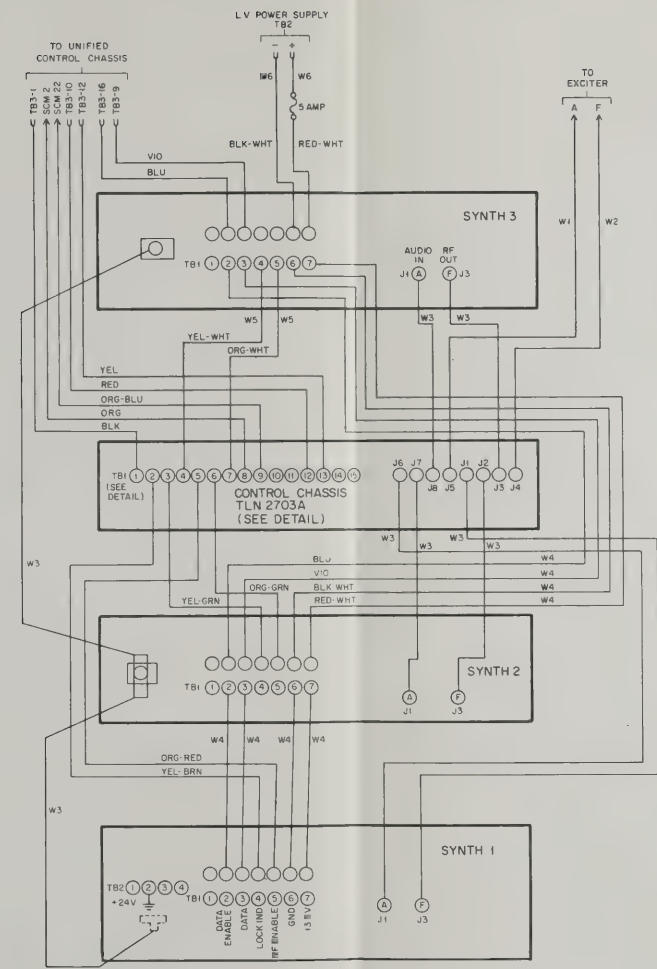 LV POWER SUPPLY
TB2
- +
TO UNIFIED
CONTROL CHASSIS
TB3-1
SCM 2
SCM 22
TB3-10
TB3-12
TB3-16
TB3-9
W6 W6
5 AMP
TO
EXCITER
A F
BLK-WHT RED-WHT
VIO
BLU
SYNTH 3
W1 W2
AUDIO IN RF OUT
TB1 1 2 3 4 5 6 7
J1 A F J3
W5 W5 W3 W3
YEL-WHT
ORG-WHT
YEL
RED
ORG-BLU
ORG
BLK
J6 J7 J8 J5 J1 J2 J3 J4
TB1 1 2 3 4 5 6 7 8 9 10 11 12 13 14 15
(SEE
DETAIL)
CONTROL CHASSIS
TLN 2703A
(SEE DETAIL)
W3 W3 W3 W3
W3
BLU W4
VIO W4
ORG-GRN BLK WHT W4
YEL-GRN RED-WHT W4
SYNTH 2
TB1 1 2 3 4 5 6 7
A F
J1 J3
W4 W4 W4 W4
ORG-RED
YEL-BRN
W3
SYNTH 1
TB2 1 2 3 4
+24V
TB1 1 2 3 4 5 6 7
A F
J1 J3
DATA ENABLE
DATA
LOCK IND
RF ENABLE
GND